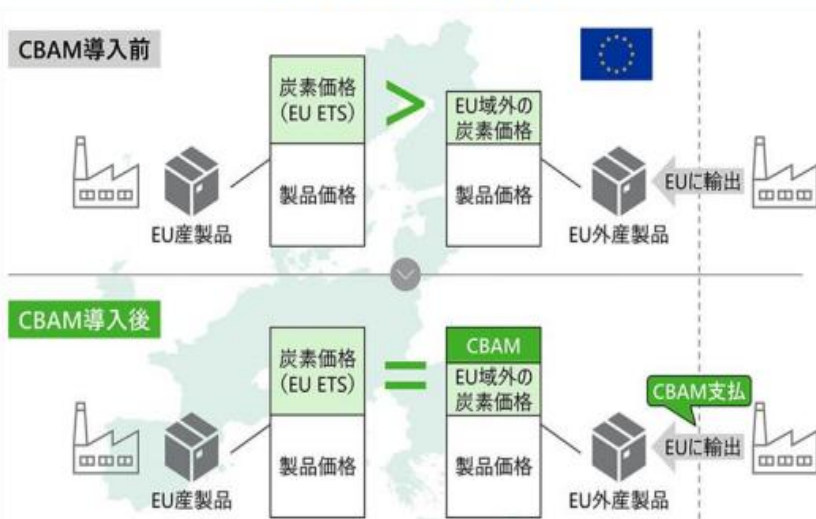 CBAM導入前
炭素価格
(EU ETS)
>
EU域外の
炭素価格
製品価格
製品価格
EU産製品
EU外産製品
EUに輸出
CBAM導入後
炭素価格
(EU ETS)
=
CBAM
EU域外の
炭素価格
CBAM支払
製品価格
製品価格
EUに輸出
EU産製品
EU外産製品